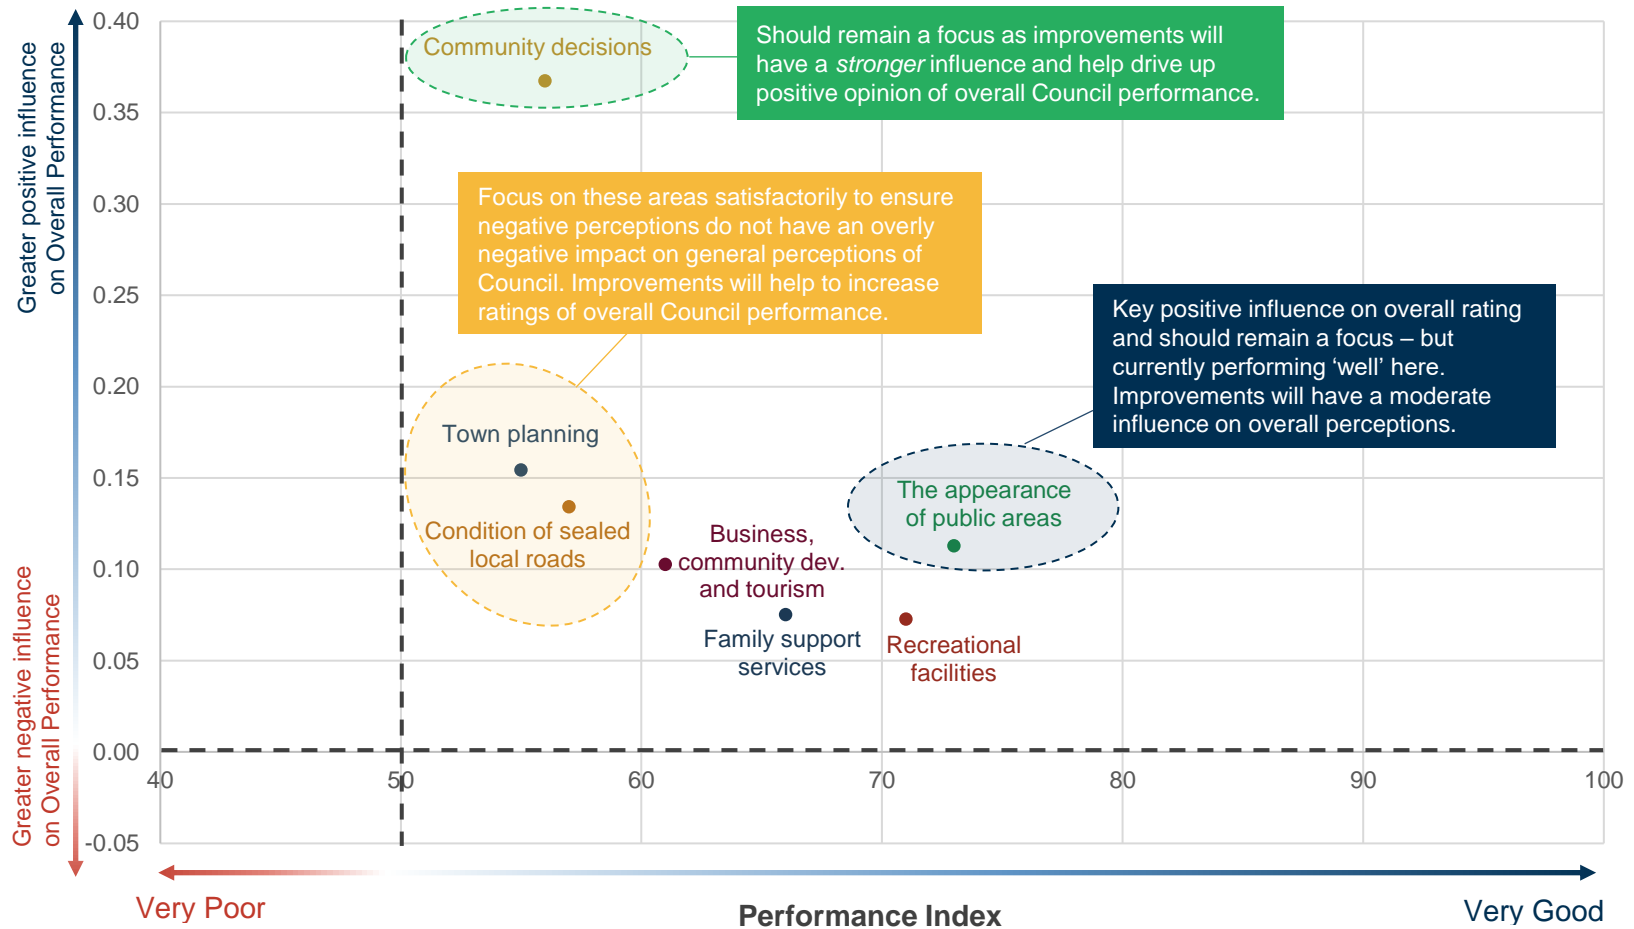 Greater positive influence
on Overall Performance
Greater negative influence
on Overall Performance
0.40
0.35
0.30
0.25
0.20
0.15
0.10
0.05
0.00
-0.05
Community decisions
Should remain a focus as improvements will
have a stronger influence and help drive up
positive opinion of overall Council performance.
Focus on these areas satisfactorily to ensure
negative perceptions do not have an overly
negative impact on general perceptions of
Council. Improvements will help to increase
ratings of overall Council performance.
Key positive influence on overall rating
and should remain a focus – but
currently performing ‘well’ here.
Improvements will have a moderate
influence on overall perceptions.
Town planning
Condition of sealed
local roads
The appearance
of public areas
Business,
community dev.
and tourism
Family support
services
Recreational
facilities
40
50
60
70
80
90
100
Very Poor
Performance Index
Very Good